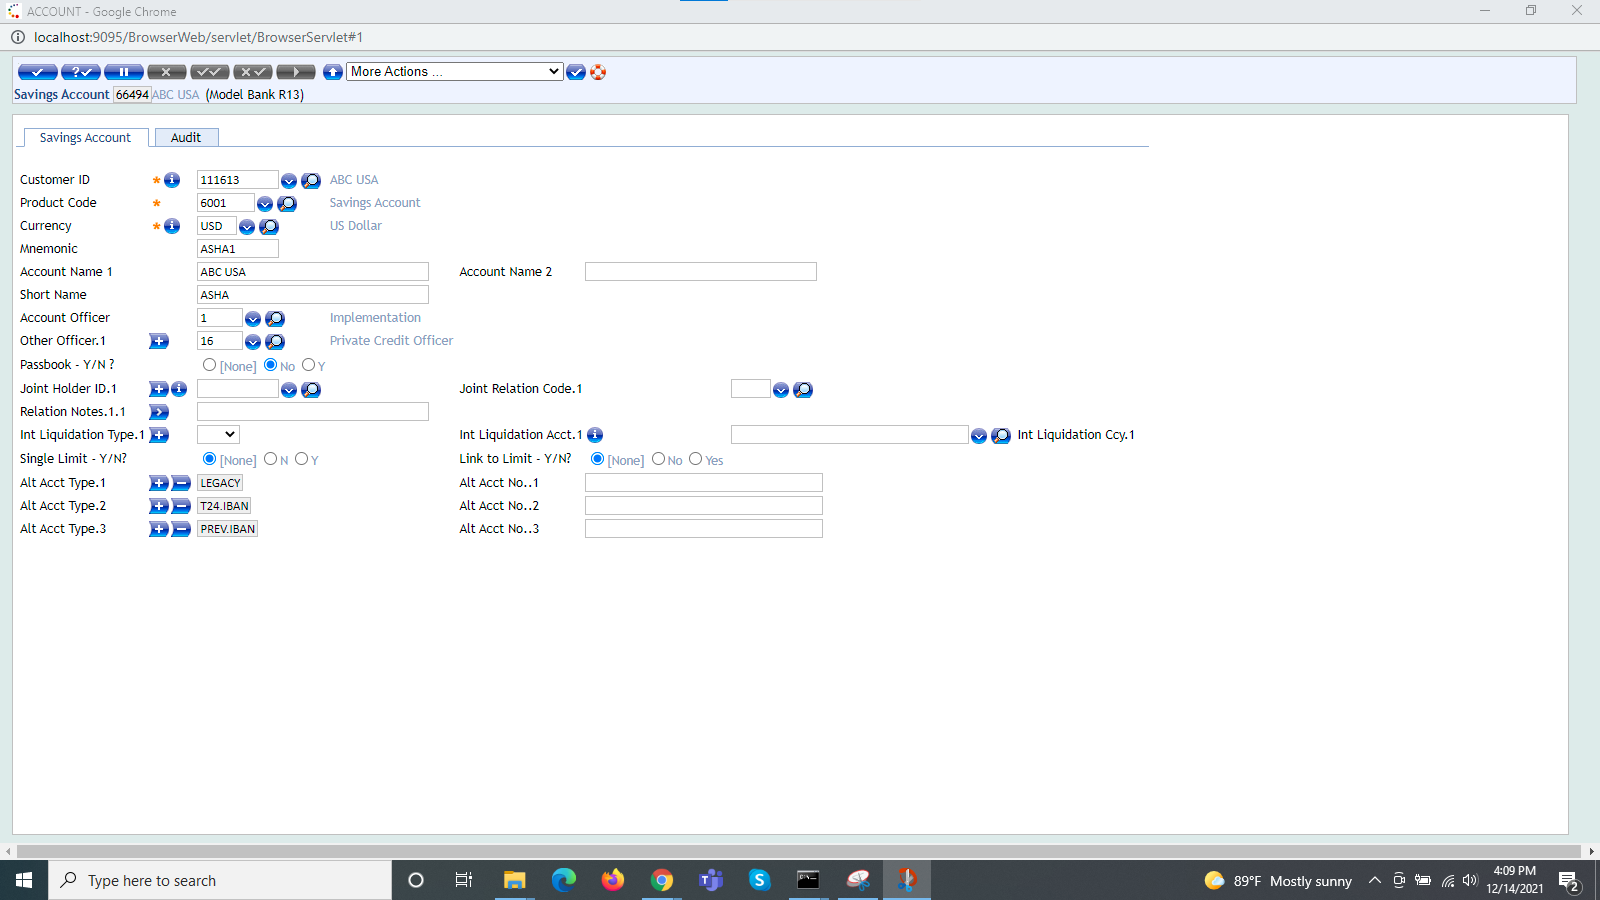 ACCOUNT - Google Chrome
localhost:9095/BrowserWeb/servlet/BrowserServlet#1
More Actions ...
Savings Account 66494 ABC USA (Model Bank R13)
Savings Account Audit
Customer ID * 111613 ABC USA
Product Code * 6001 Savings Account
Currency * USD US Dollar
Mnemonic ASHA1
Account Name 1 ABC USA Account Name 2
Short Name ASHA
Account Officer 1 Implementation
Other Officer.1 16 Private Credit Officer
Passbook - Y/N ? [None] No Y
Joint Holder ID.1 Joint Relation Code.1
Relation Notes.1.1
Int Liquidation Type.1 Int Liquidation Acct.1 Int Liquidation Ccy.1
Single Limit - Y/N? [None] N Y Link to Limit - Y/N? [None] No Yes
Alt Acct Type.1 LEGACY Alt Acct No..1
Alt Acct Type.2 T24.IBAN Alt Acct No..2
Alt Acct Type.3 PREV.IBAN Alt Acct No..3
Type here to search
89°F Mostly sunny
4:09 PM
12/14/2021
2